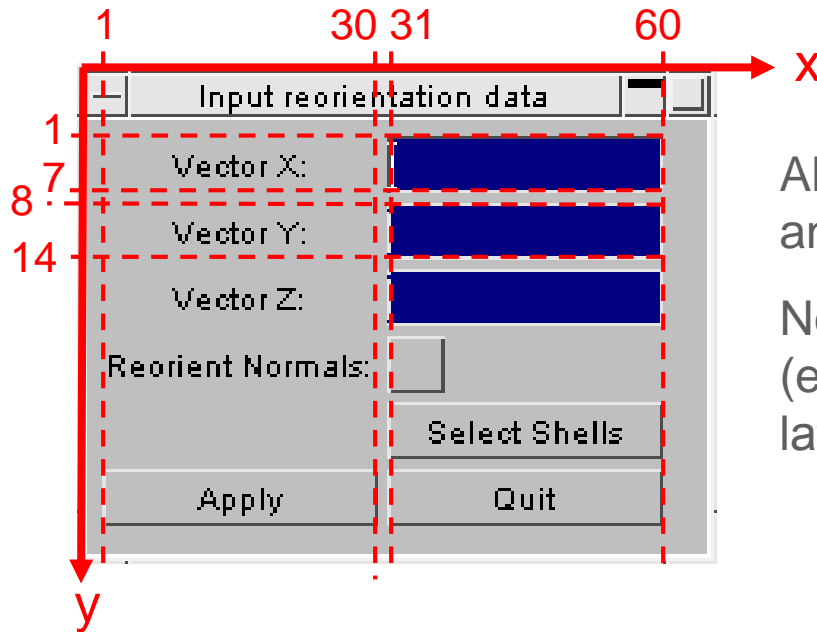 1 30 31 60
x
Input reorientation data
1
Vector X:
7
8
Vector Y:
14
Vector Z:
Reorient Normals:
Select Shells
Apply Quit
y